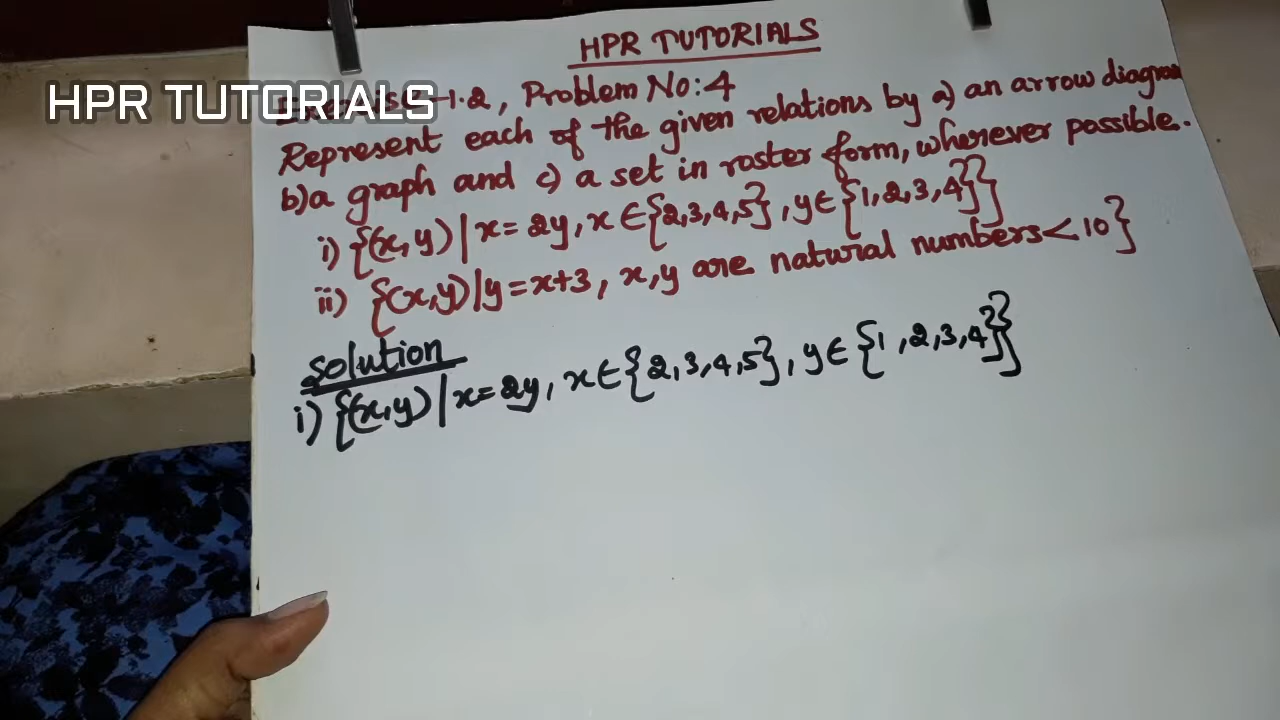 HPR TUTORIALS
HPR TUTORIALS
Exercise-1.2, Problem No:4
Represent each of the given relations by a) an arrow diagram
b) a graph and c) a set in roster form, wherever possible.
i) {(x,y) | x = 2y, x ∈ {2,3,4,5}, y ∈ {1,2,3,4}}
ii) {(x,y) | y = x+3, x,y are natural numbers < 10}
solution
i) {(x,y) | x = 2y, x ∈ {2,3,4,5}, y ∈ {1,2,3,4}}